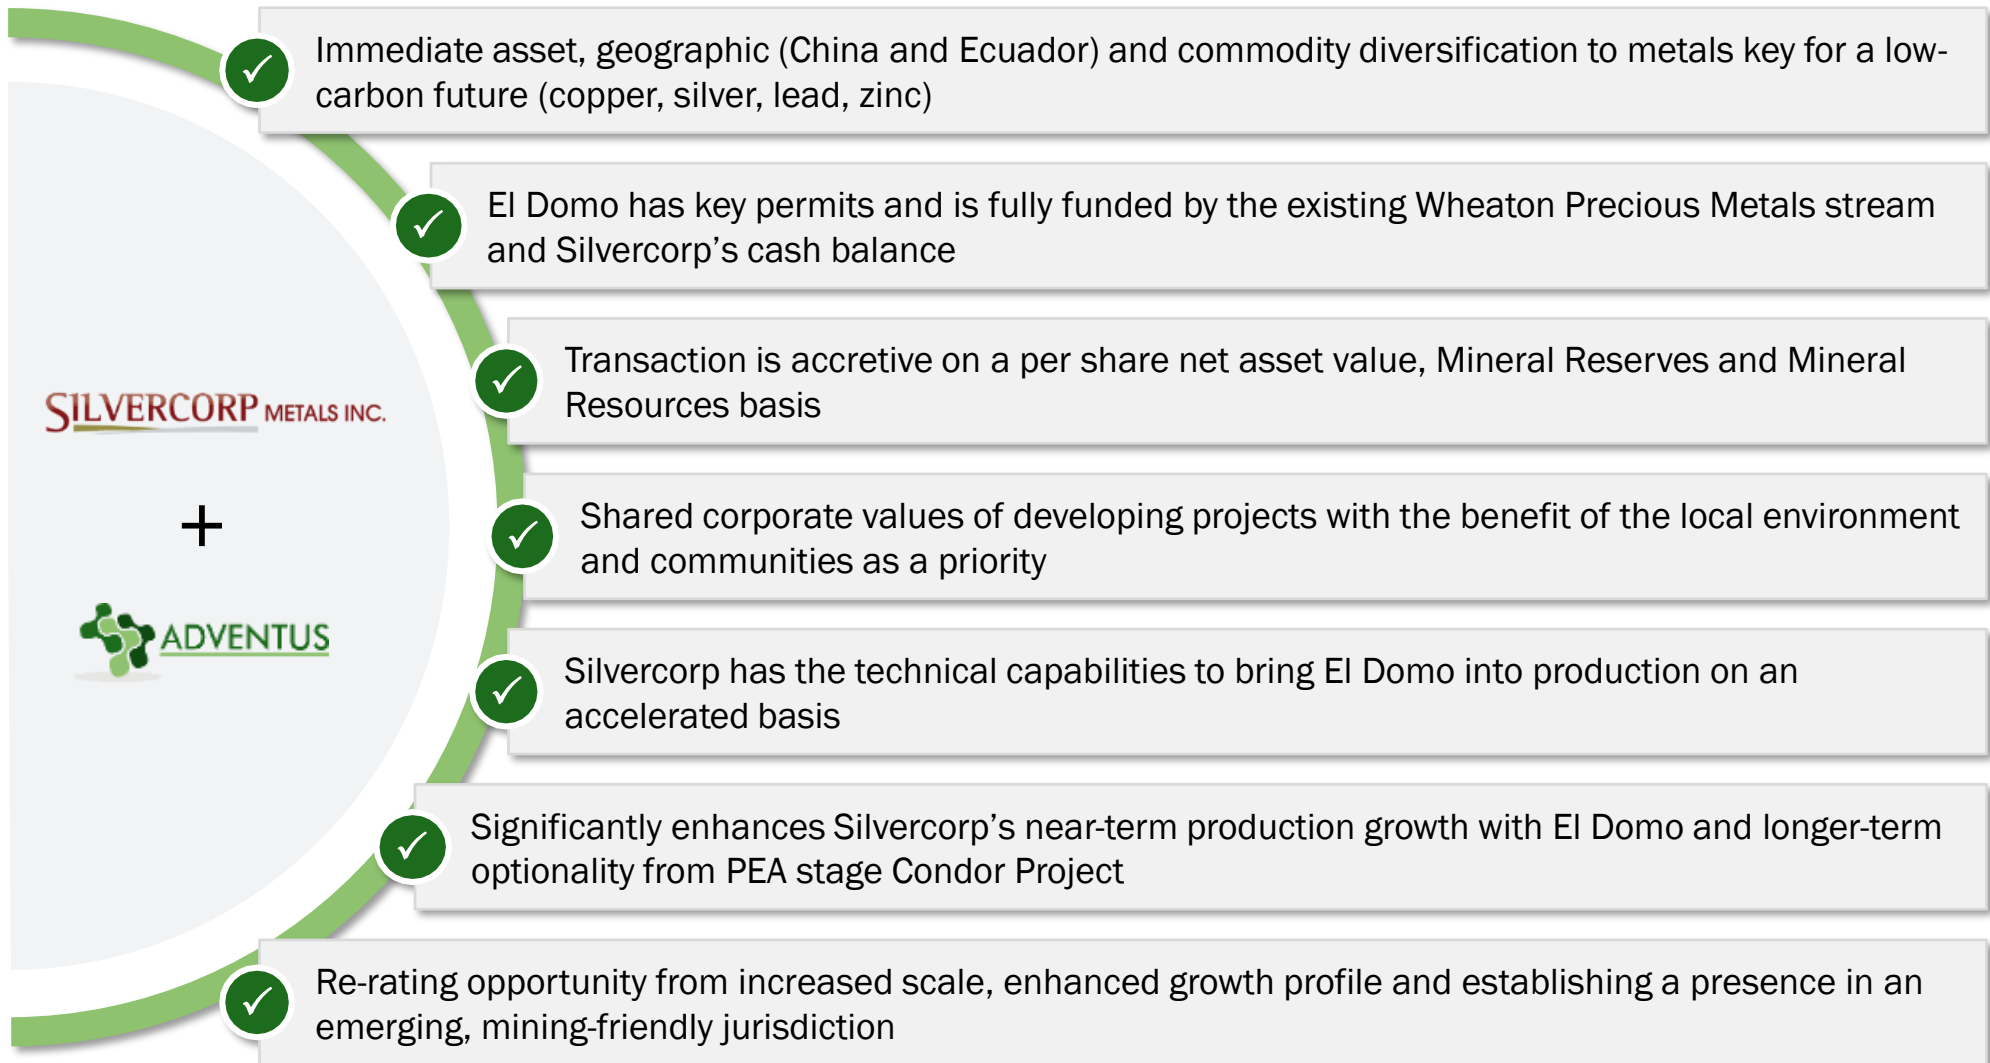 Immediate asset, geographic (China and Ecuador) and commodity diversification to metals key for a low-
carbon future (copper, silver, lead, zinc)
El Domo has key permits and is fully funded by the existing Wheaton Precious Metals stream
and Silvercorp’s cash balance
Transaction is accretive on a per share net asset value, Mineral Reserves and Mineral
Resources basis
SILVERCORP METALS INC.
+
ADVENTUS
Shared corporate values of developing projects with the benefit of the local environment
and communities as a priority
Silvercorp has the technical capabilities to bring El Domo into production on an
accelerated basis
Significantly enhances Silvercorp’s near-term production growth with El Domo and longer-term
optionality from PEA stage Condor Project
Re-rating opportunity from increased scale, enhanced growth profile and establishing a presence in an
emerging, mining-friendly jurisdiction